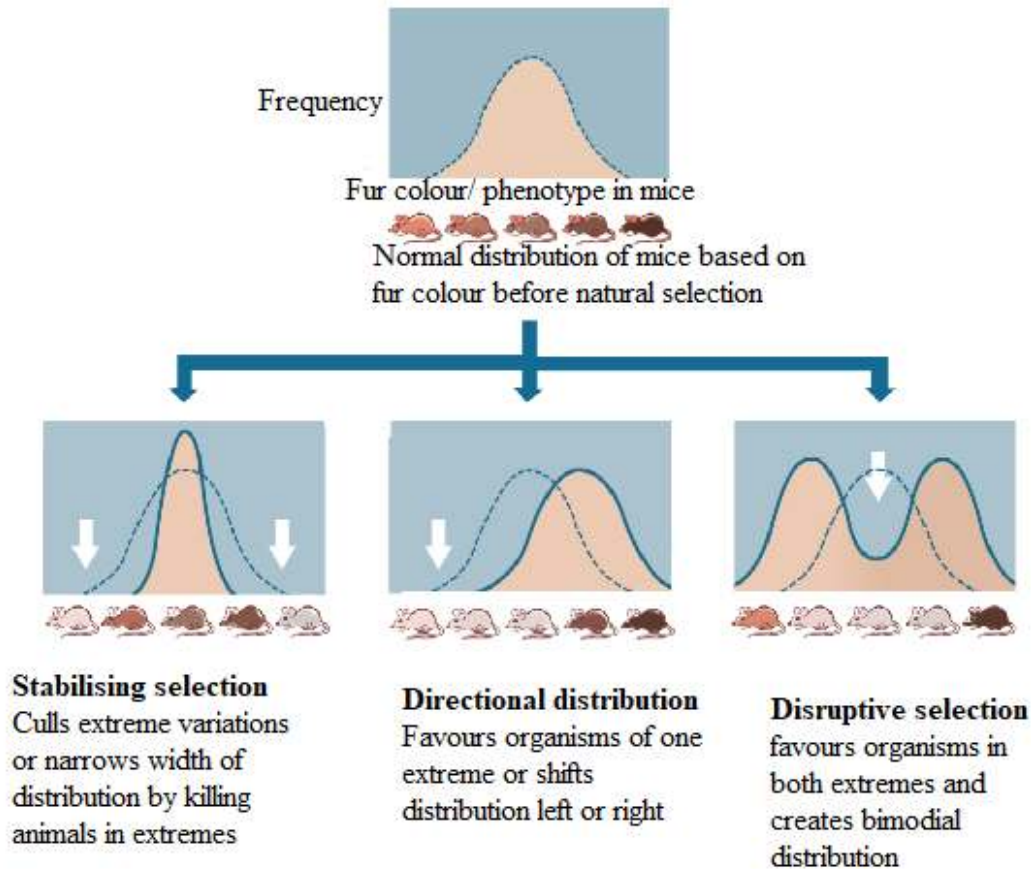 Frequency
Fur colour/ phenotype in mice
Normal distribution of mice based on
fur colour before natural selection
Stabilising selection
Culls extreme variations
or narrows width of
distribution by killing
animals in extremes
Directional distribution
Favours organisms of one
extreme or shifts
distribution left or right
Disruptive selection
favours organisms in
both extremes and
creates bimodial
distribution